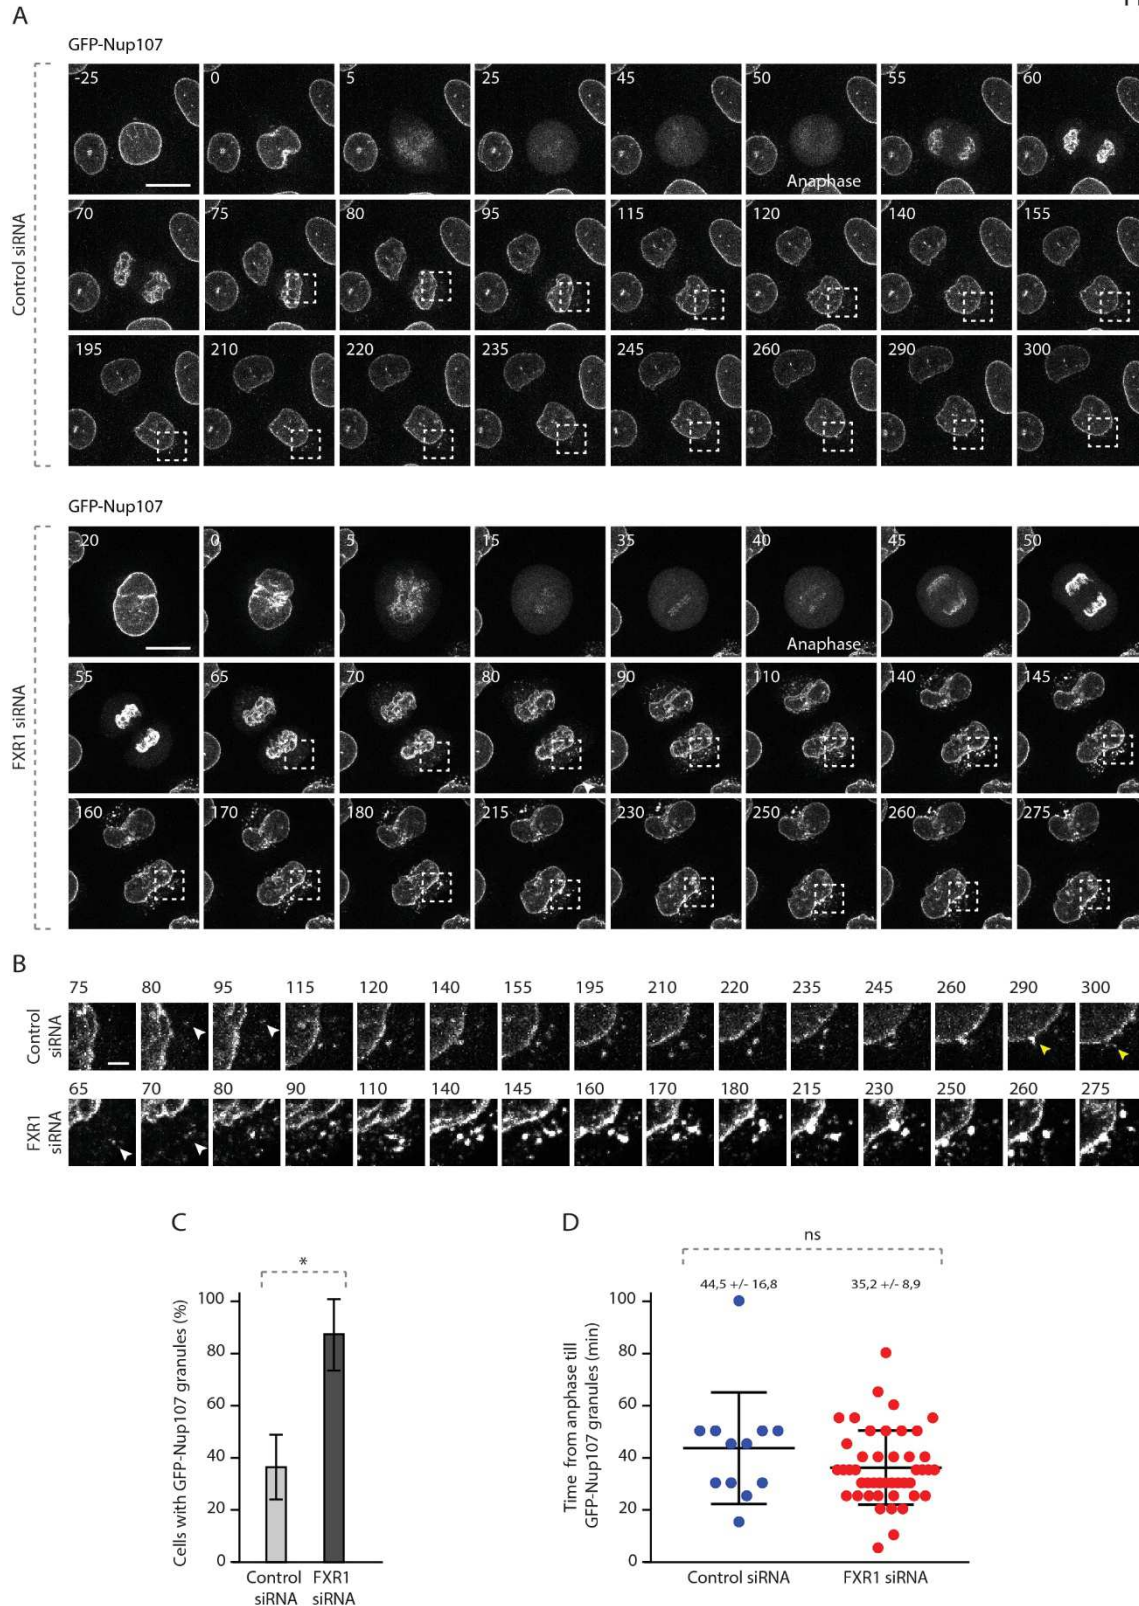 A
GFP-Nup107
Control siRNA
-25 0 5 25 45 50 55 60
Anaphase
70 75 80 95 115 120 140 155
195 210 220 235 245 260 290 300
GFP-Nup107
FXR1 siRNA
-20 0 5 15 35 40 45 50
Anaphase
55 65 70 80 90 110 140 145
160 170 180 215 230 250 260 275
B
75 80 95 115 120 140 155 195 210 220 235 245 260 290 300
Control
siRNA
65 70 80 90 110 140 145 160 170 180 215 230 250 260 275
FXR1
siRNA
C
*
Cells with GFP-Nup107 granules (%)
100
80
60
40
20
0
Control
siRNA
FXR1
siRNA
D
ns
44,5 +/- 16,8
35,2 +/- 8,9
Time from anphase till
GFP-Nup107 granules (min)
100
80
60
40
20
0
Control siRNA
FXR1 siRNA